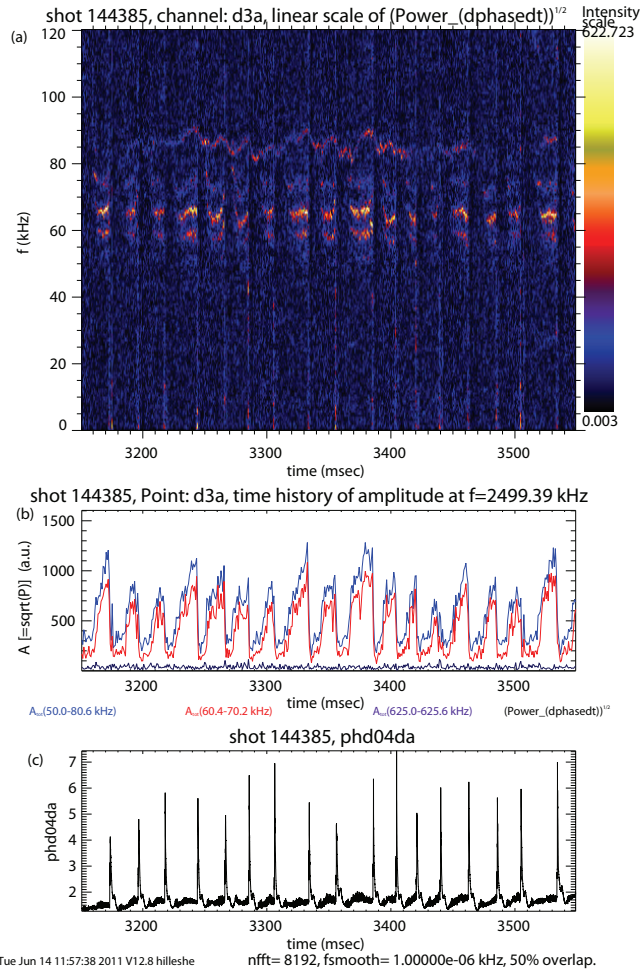 shot 144385, channel: d3a, linear scale of (Power_(dphasedt))¹/²
Intensity
scale
622.723
(a)
120
100
80
60
40
20
0
f (kHz)
0.003
3200 3300 3400 3500
time (msec)
shot 144385, Point: d3a, time history of amplitude at f=2499.39 kHz
(b)
1500
1000
500
A [=sqrt(P)] (a.u.)
3200 3300 3400 3500
time (msec)
A_tot(50.0-80.6 kHz) A_tot(60.4-70.2 kHz) A_tot(625.0-625.6 kHz) (Power_(dphasedt))¹/²
shot 144385, phd04da
(c)
7
6
5
4
3
2
phd04da
3200 3300 3400 3500
time (msec)
Tue Jun 14 11:57:38 2011 V12.8 hilleshe nfft= 8192, fsmooth= 1.00000e-06 kHz, 50% overlap.